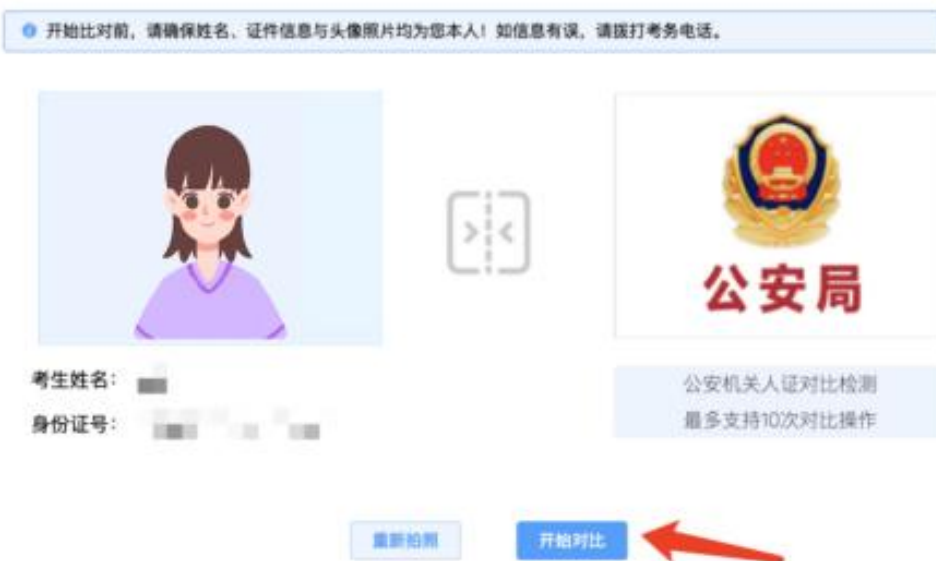 开始比对前，请确保姓名、证件信息与头像照片均为您本人！如信息有误，请拨打考务电话。
公安局
考生姓名：
身份证号：
公安机关人证对比检测
最多支持10次对比操作
重新拍照
开始对比